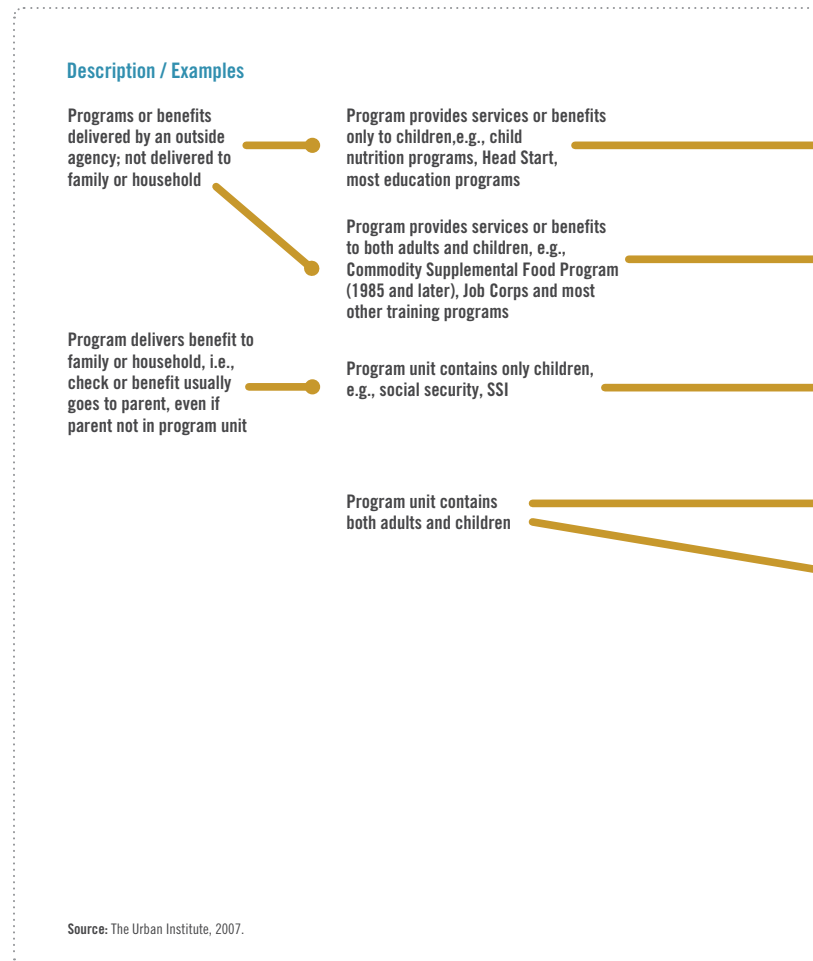 Description / Examples
Programs or benefits
delivered by an outside
agency; not delivered to
family or household
Program provides services or benefits
only to children,e.g., child
nutrition programs, Head Start,
most education programs
Program provides services or benefits
to both adults and children, e.g.,
Commodity Supplemental Food Program
(1985 and later), Job Corps and most
other training programs
Program delivers benefit to
family or household, i.e.,
check or benefit usually
goes to parent, even if
parent not in program unit
Program unit contains only children,
e.g., social security, SSI
Program unit contains
both adults and children
Source: The Urban Institute, 2007.